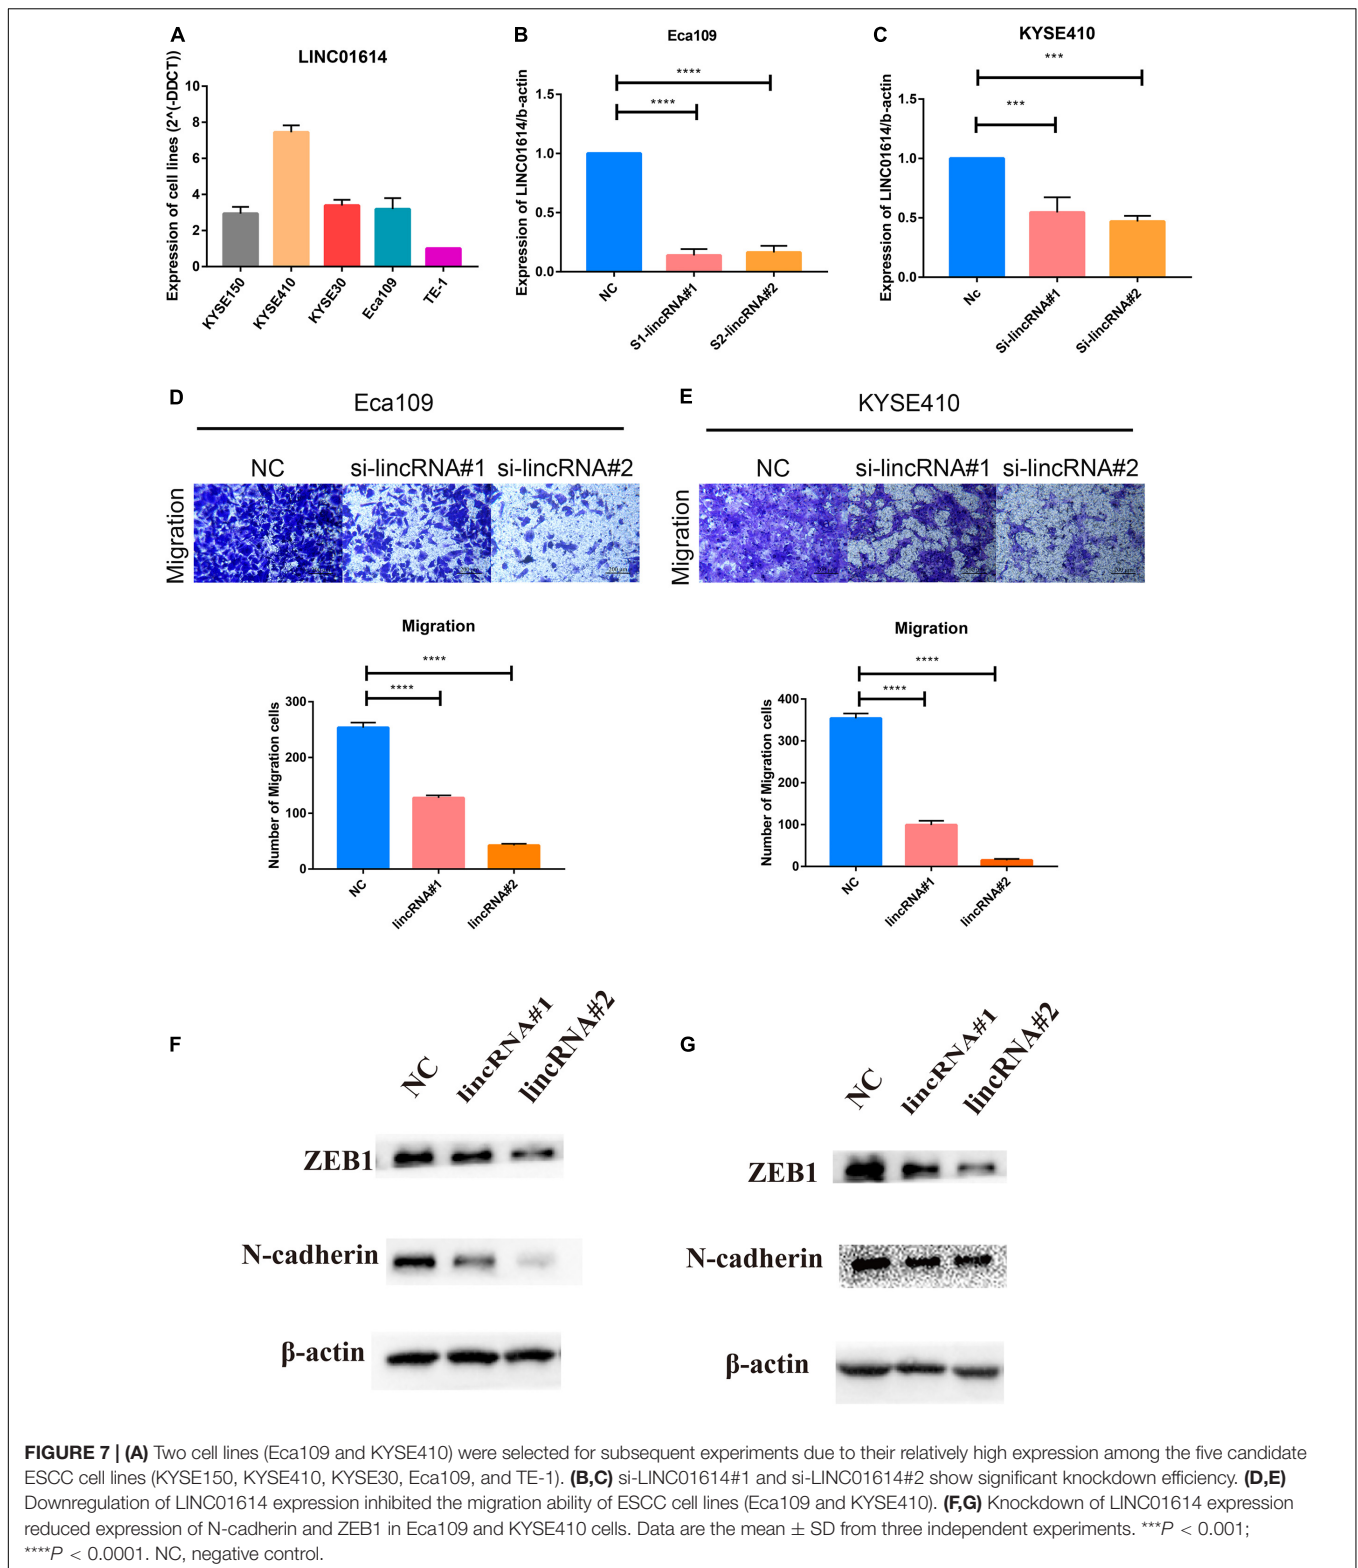 A
LINC01614
Expression of cell lines (2^(-DDCT))
10
8
6
4
2
0
KYSE150
KYSE410
KYSE30
Eca109
TE-1
B
Eca109
****
****
Expression of LINC01614/b-actin
1.5
1.0
0.5
0.0
NC
S1-lincRNA#1
S2-lincRNA#2
C
KYSE410
***
***
Expression of LINC01614/b-actin
1.5
1.0
0.5
0.0
Nc
Si-lincRNA#1
Si-lincRNA#2
D
Eca109
NC si-lincRNA#1 si-lincRNA#2
Migration
Migration
****
****
Number of Migration cells
300
200
100
0
NC
lincRNA#1
lincRNA#2
E
KYSE410
NC si-lincRNA#1 si-lincRNA#2
Migration
Migration
****
****
Number of Migration cells
400
300
200
100
0
NC
lincRNA#1
lincRNA#2
F
NC
lincRNA#1
lincRNA#2
ZEB1
N-cadherin
β-actin
G
NC
lincRNA#1
lincRNA#2
ZEB1
N-cadherin
β-actin
FIGURE 7 | (A) Two cell lines (Eca109 and KYSE410) were selected for subsequent experiments due to their relatively high expression among the five candidate
ESCC cell lines (KYSE150, KYSE410, KYSE30, Eca109, and TE-1). (B,C) si-LINC01614#1 and si-LINC01614#2 show significant knockdown efficiency. (D,E)
Downregulation of LINC01614 expression inhibited the migration ability of ESCC cell lines (Eca109 and KYSE410). (F,G) Knockdown of LINC01614 expression
reduced expression of N-cadherin and ZEB1 in Eca109 and KYSE410 cells. Data are the mean ± SD from three independent experiments. ***P < 0.001;
****P < 0.0001. NC, negative control.